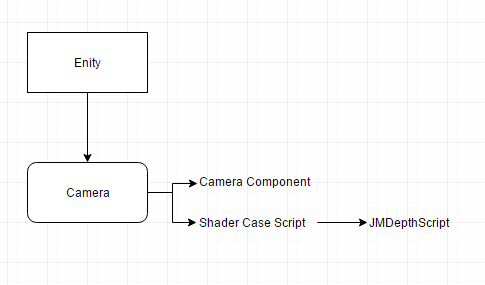 Enity
Camera
Camera Component
Shader Case Script
JMDepthScript